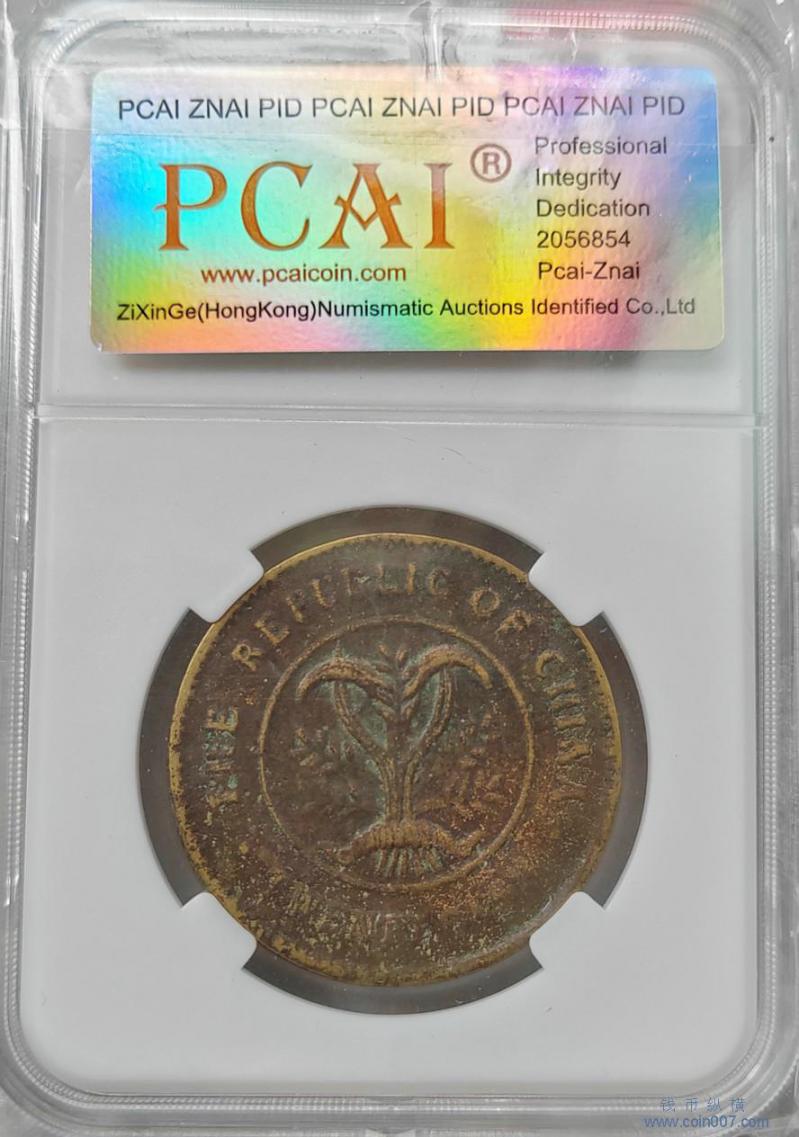 PCAI ZNAI PID PCAI ZNAI PID PCAI ZNAI PID
PCAI®
Professional
Integrity
Dedication
2056854
Pcai-Znai
www.pcaicoin.com
ZiXinGe(HongKong)Numismatic Auctions Identified Co.,Ltd
THE REPUBLIC OF CHINA
钱币纵横
www.coin007.com